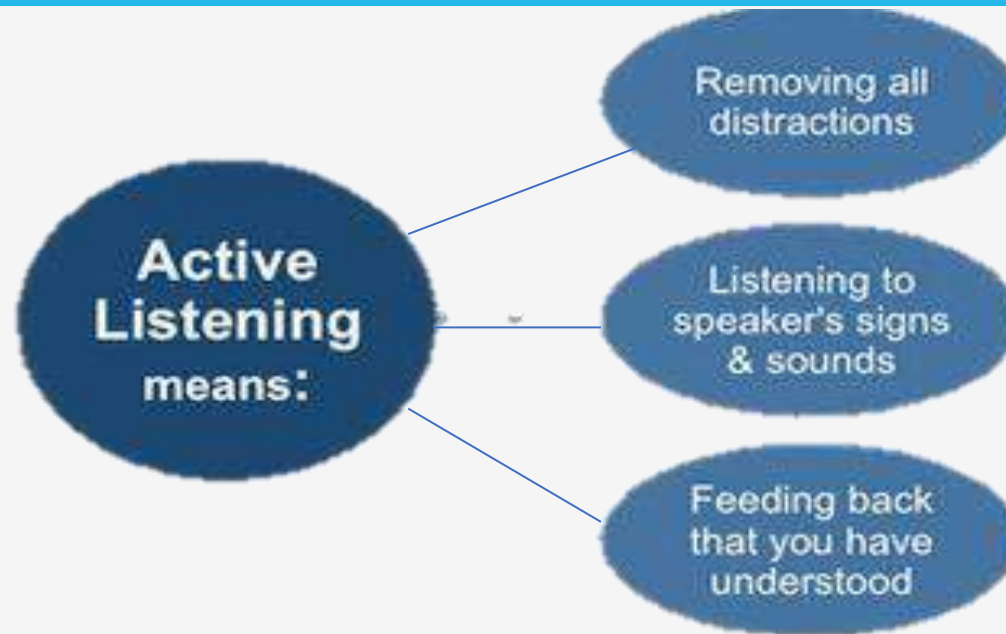 Active
Listening
means:
Removing all
distractions
Listening to
speaker's signs
& sounds
Feeding back
that you have
understood